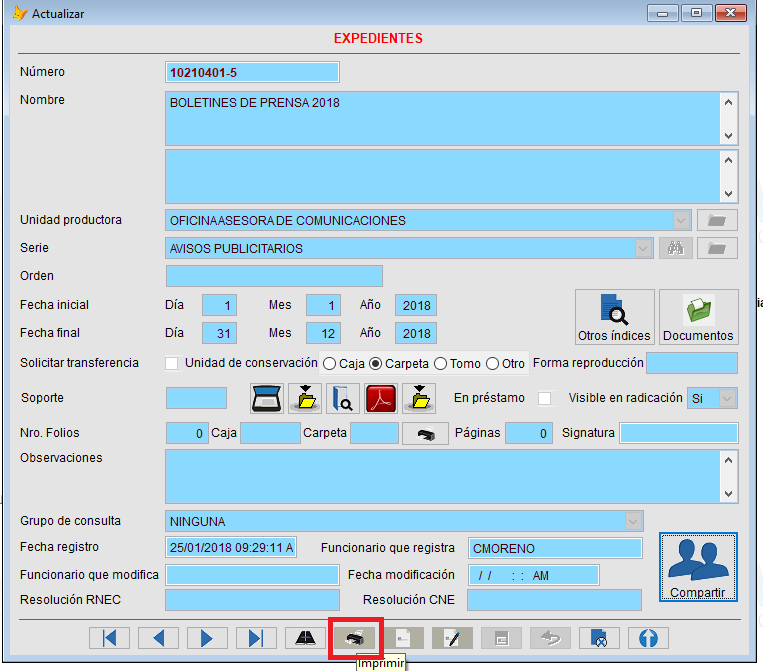 Actualizar
EXPEDIENTES
Número 10210401-5
Nombre BOLETINES DE PRENSA 2018
Unidad productora OFICINAASESORA DE COMUNICACIONES
Serie AVISOS PUBLICITARIOS
Orden
Fecha inicial Día 1 Mes 1 Año 2018
Fecha final Día 31 Mes 12 Año 2018
Otros índices Documentos
Solicitar transferencia Unidad de conservación Caja Carpeta Tomo Otro Forma reproducción
Soporte En préstamo Visible en radicación Si
Nro. Folios 0 Caja Carpeta Páginas 0 Signatura
Observaciones
Grupo de consulta NINGUNA
Fecha registro 25/01/2018 09:29:11 A Funcionario que registra CMORENO
Funcionario que modifica Fecha modificación / / : : AM
Resolución RNEC Resolución CNE
Compartir
Imprimir